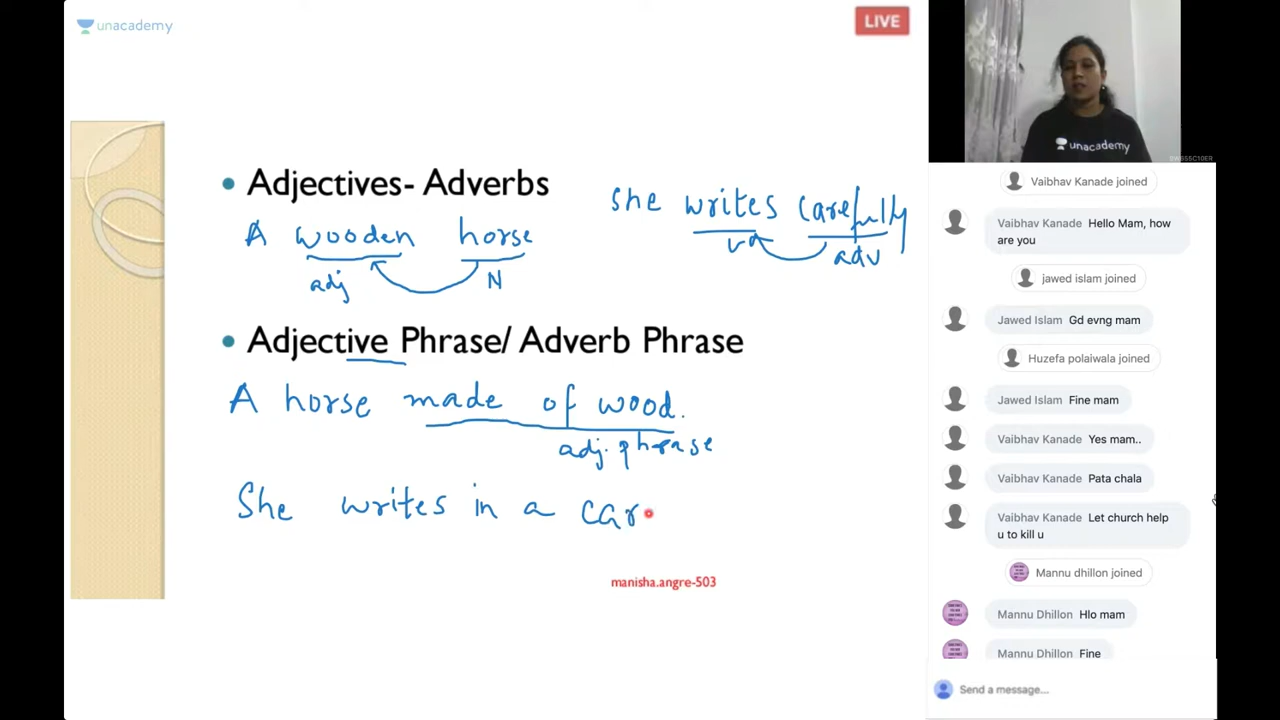 unacademy
LIVE
Adjectives- Adverbs
A wooden horse
adj N
She writes carefully
v adv
Adjective Phrase/ Adverb Phrase
A horse made of wood.
adj. phrase
She writes in a car
manisha.angre-503
unacademy
Vaibhav Kanade joined
Vaibhav Kanade Hello Mam, how
are you
jawed islam joined
Jawed Islam Gd evng mam
Huzefa polaiwala joined
Jawed Islam Fine mam
Vaibhav Kanade Yes mam..
Vaibhav Kanade Pata chala
Vaibhav Kanade Let church help
u to kill u
Mannu dhillon joined
Mannu Dhillon Hlo mam
Mannu Dhillon Fine
Send a message...